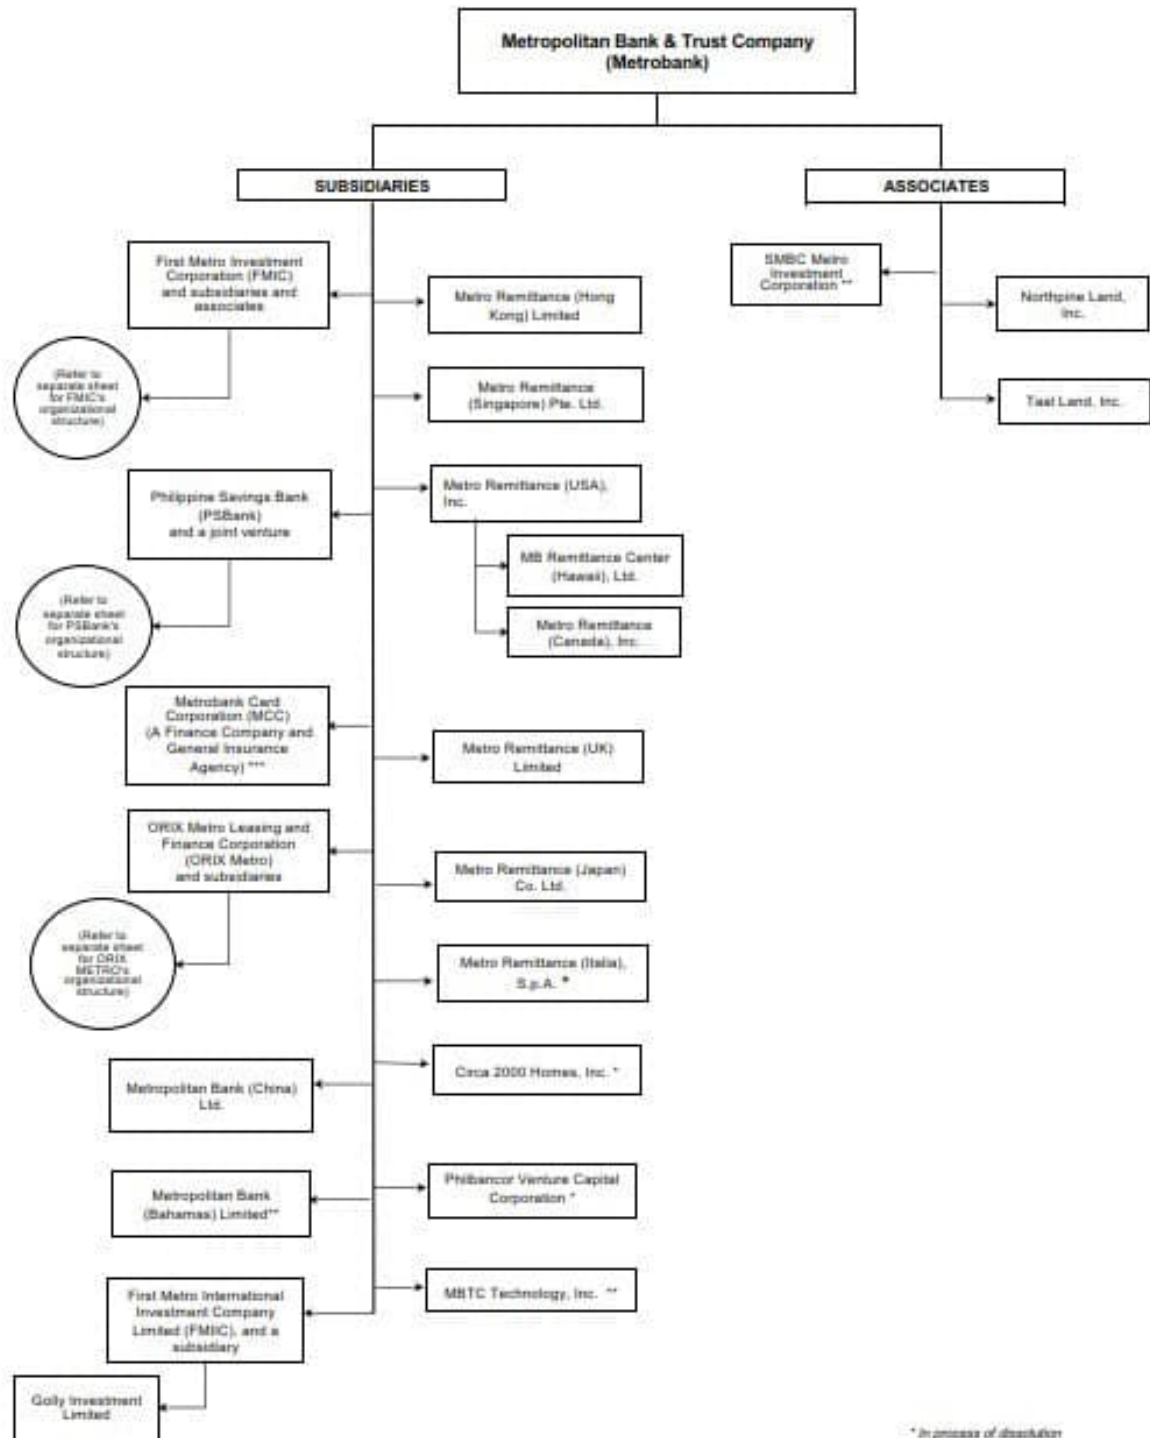 Metropolitan Bank & Trust Company
(Metrobank)
SUBSIDIARIES
ASSOCIATES
First Metro Investment
Corporation (FMIC)
and subsidiaries and
associates
(Refer to
separate sheet
for FMIC's
organizational
structure)
Philippine Savings Bank
(PSBank)
and a joint venture
(Refer to
separate sheet
for PSBank's
organizational
structure)
Metrobank Card
Corporation (MCC)
(A Finance Company and
General Insurance
Agency) ***
ORIX Metro Leasing and
Finance Corporation
(ORIX Metro)
and subsidiaries
(Refer to
separate sheet
for ORIX
METRO's
organizational
structure)
Metropolitan Bank (China)
Ltd.
Metropolitan Bank
(Bahamas) Limited**
First Metro International
Investment Company
Limited (FMIIC), and a
subsidiary
Golly Investment
Limited
Metro Remittance (Hong
Kong) Limited
Metro Remittance
(Singapore) Pte. Ltd.
Metro Remittance (USA),
Inc.
MB Remittance Center
(Hawaii), Ltd.
Metro Remittance
(Canada), Inc.
Metro Remittance (UK)
Limited
Metro Remittance (Japan)
Co. Ltd.
Metro Remittance (Italia),
S.p.A. *
Circa 2000 Homes, Inc. *
Philbancor Venture Capital
Corporation *
MBTC Technology, Inc. **
SMBC Metro
Investment
Corporation **
Northpine Land,
Inc.
Taal Land, Inc.
* In process of dissolution